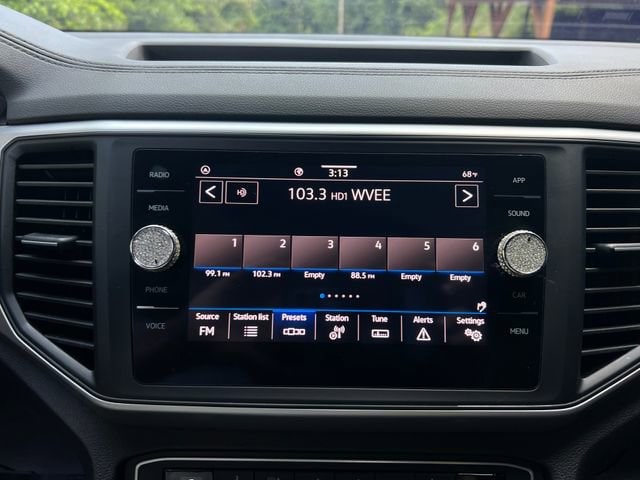 RADIO
MEDIA
PHONE
VOICE
3:13
68°F
103.3 HD1 WVEE
1 2 3 4 5 6
99.1 FM 102.3 FM Empty 88.5 FM Empty Empty
Source Station list Presets Station Tune Alerts Settings
FM
APP
SOUND
CAR
MENU